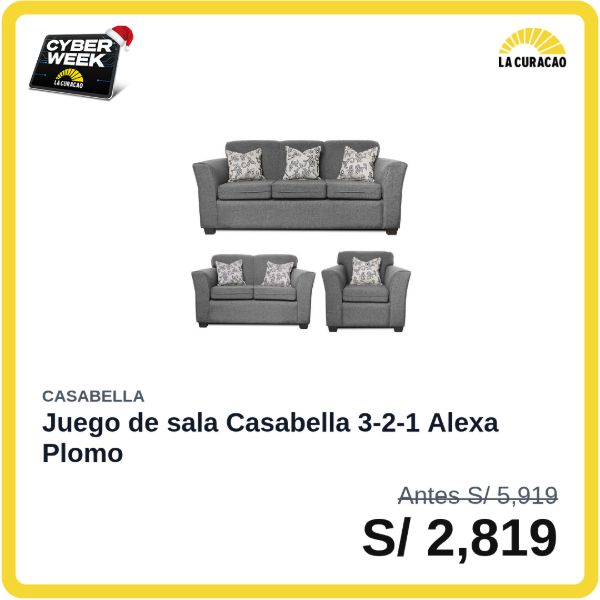 CYBER
WEEK
LA CURACAO
LA CURACAO
CASABELLA
Juego de sala Casabella 3-2-1 Alexa
Plomo
Antes S/ 5,919
S/ 2,819